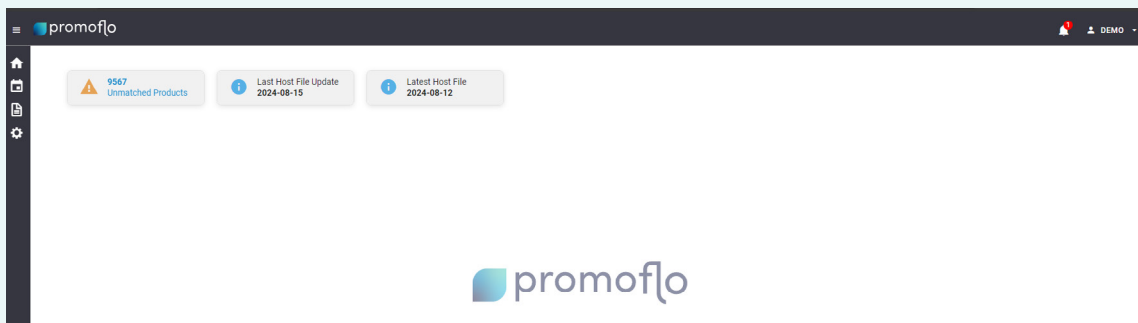 promoflo
1
DEMO
9567
Unmatched Products
Last Host File Update
2024-08-15
Latest Host File
2024-08-12
promoflo